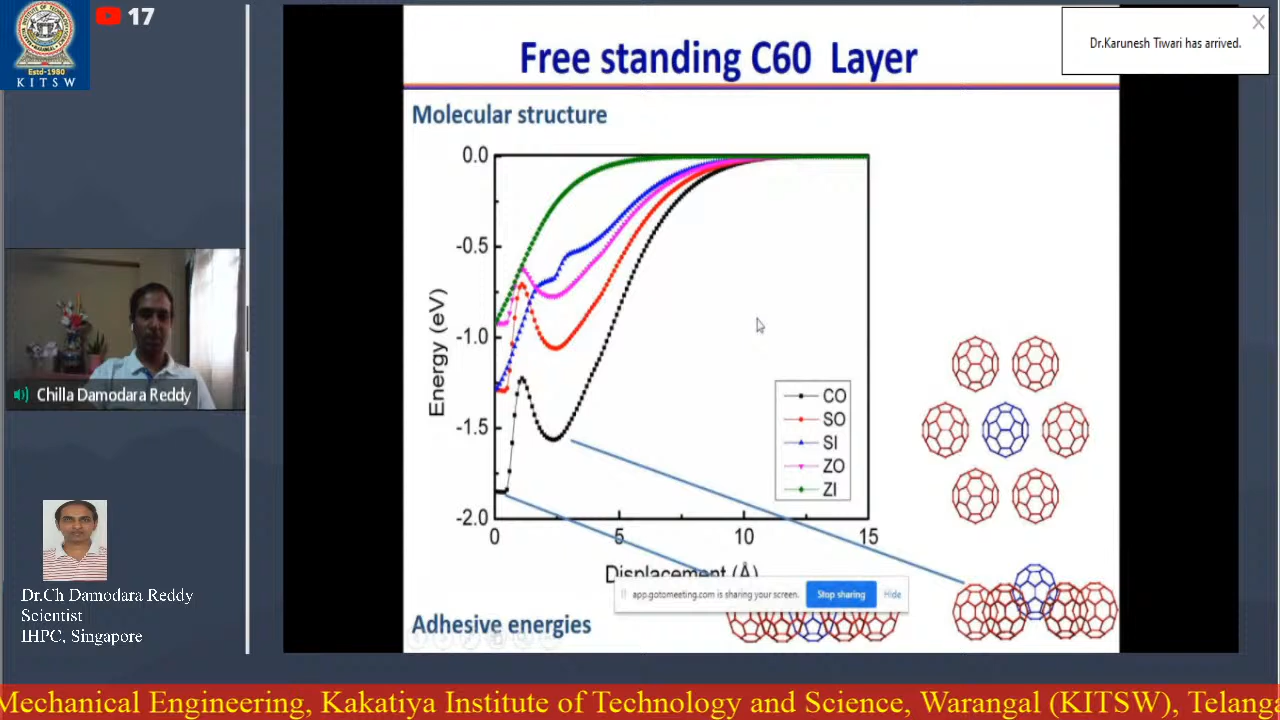 17
Estd-1980
K I T S W
Free standing C60 Layer
Dr.Karunesh Tiwari has arrived.
Molecular structure
0.0
-0.5
-1.0
-1.5
-2.0
Energy (eV)
CO
SO
SI
ZO
ZI
0
5
10
15
Displacement (Å)
app.gotomeeting.com is sharing your screen.
Stop sharing
Hide
Adhesive energies
Chilla Damodara Reddy
Dr.Ch Damodara Reddy
Scientist
IHPC, Singapore
Mechanical Engineering, Kakatiya Institute of Technology and Science, Warangal (KITSW), Telanga